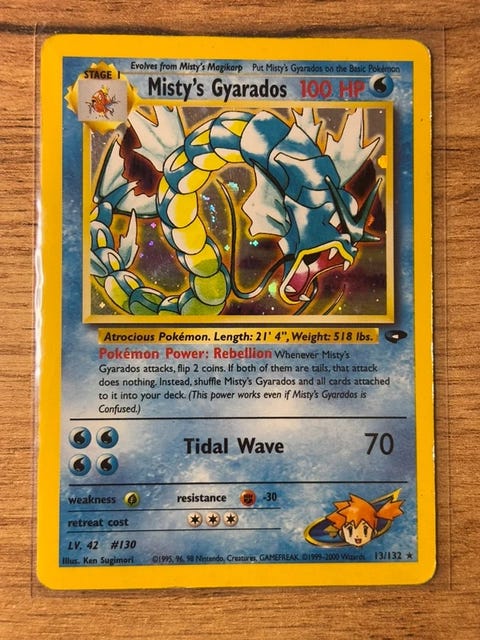 Evolves from Misty's Magikarp Put Misty's Gyarados on the Basic Pokémon
STAGE 1
Misty's Gyarados 100 HP
Atrocious Pokémon. Length: 21' 4", Weight: 518 lbs.
Pokémon Power: Rebellion Whenever Misty's
Gyarados attacks, flip 2 coins. If both of them are tails, that attack
does nothing. Instead, shuffle Misty's Gyarados and all cards attached
to it into your deck. (This power works even if Misty's Gyarados is
Confused.)
Tidal Wave 70
weakness resistance -30
retreat cost
LV. 42 #130
Illus. Ken Sugimori ©1995, 96, 98 Nintendo, Creatures, GAMEFREAK. ©1999-2000 Wizards. 13/132 ★